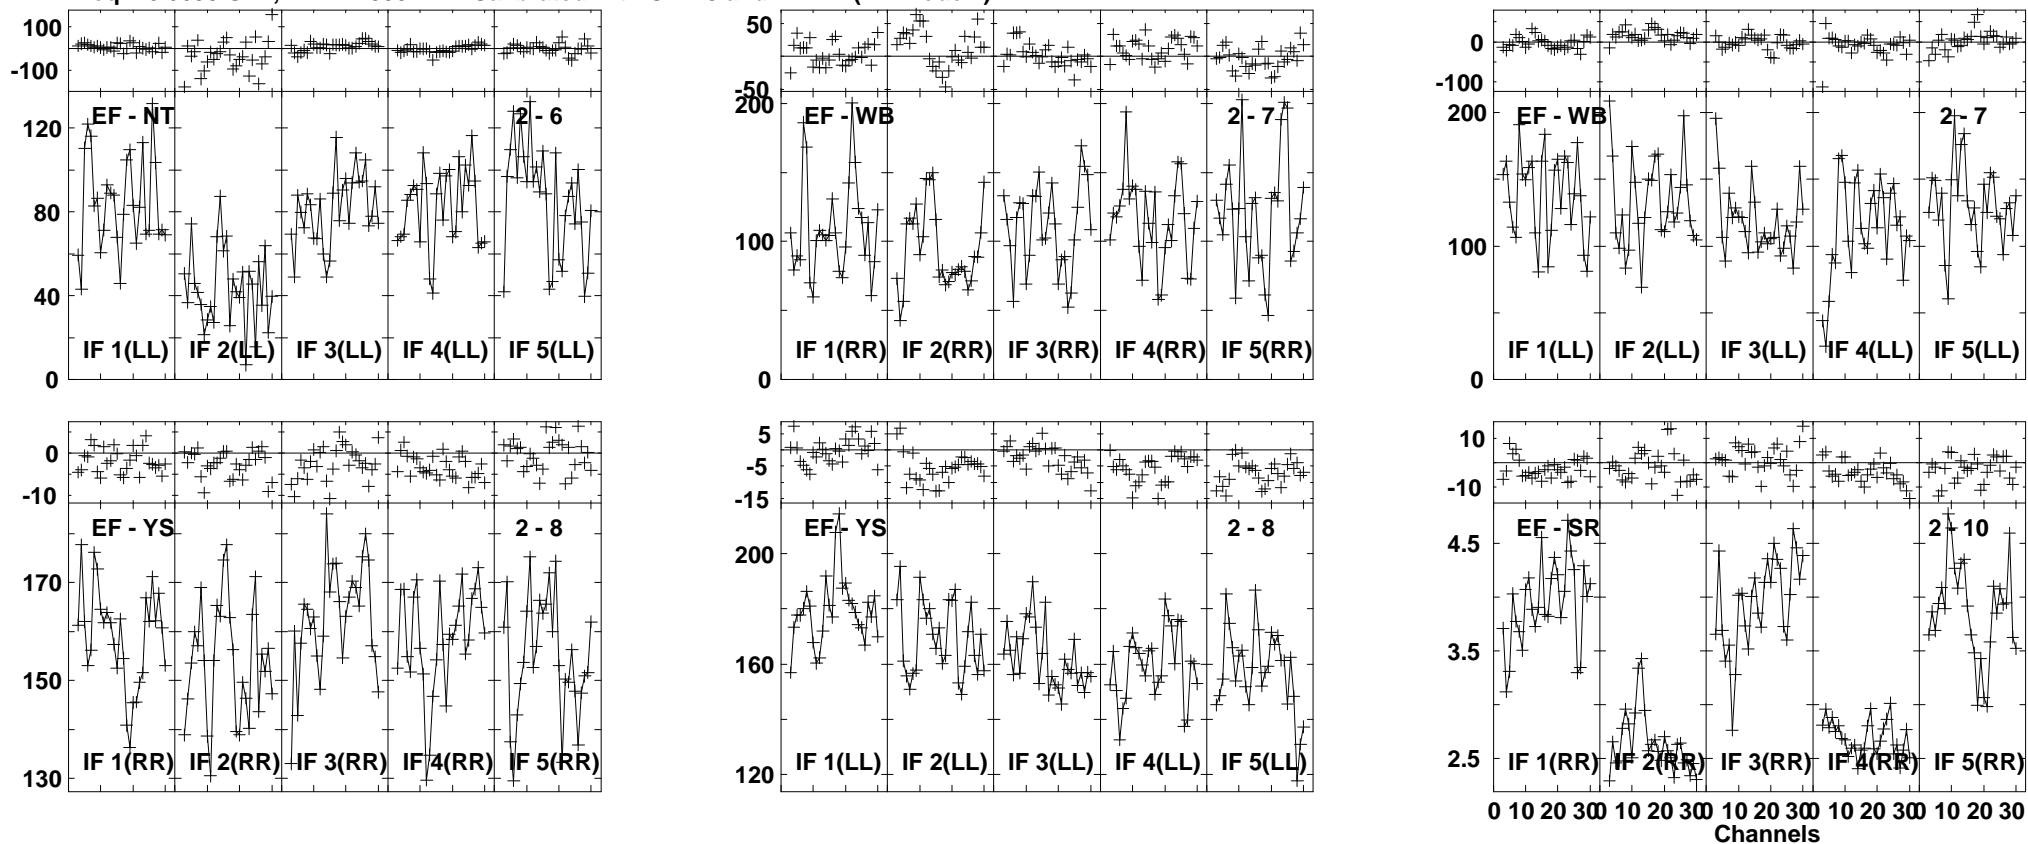 100
-100
EF - NT 2 - 6
120
80
40
0
IF 1(LL) IF 2(LL) IF 3(LL) IF 4(LL) IF 5(LL)
50
-50
EF - WB 2 - 7
200
100
0
IF 1(RR) IF 2(RR) IF 3(RR) IF 4(RR) IF 5(RR)
0
-100
EF - WB 2 - 7
200
100
0
IF 1(LL) IF 2(LL) IF 3(LL) IF 4(LL) IF 5(LL)
0
-10
EF - YS 2 - 8
170
150
130
IF 1(RR) IF 2(RR) IF 3(RR) IF 4(RR) IF 5(RR)
5
-5
-15
EF - YS 2 - 8
200
160
120
IF 1(LL) IF 2(LL) IF 3(LL) IF 4(LL) IF 5(LL)
10
-10
EF - SR 2 - 10
4.5
3.5
2.5
IF 1(RR) IF 2(RR) IF 3(RR) IF 4(RR) IF 5(RR)
0 10 20 30 0 10 20 30 10 20 30 10 20 30 10 20 30
Channels